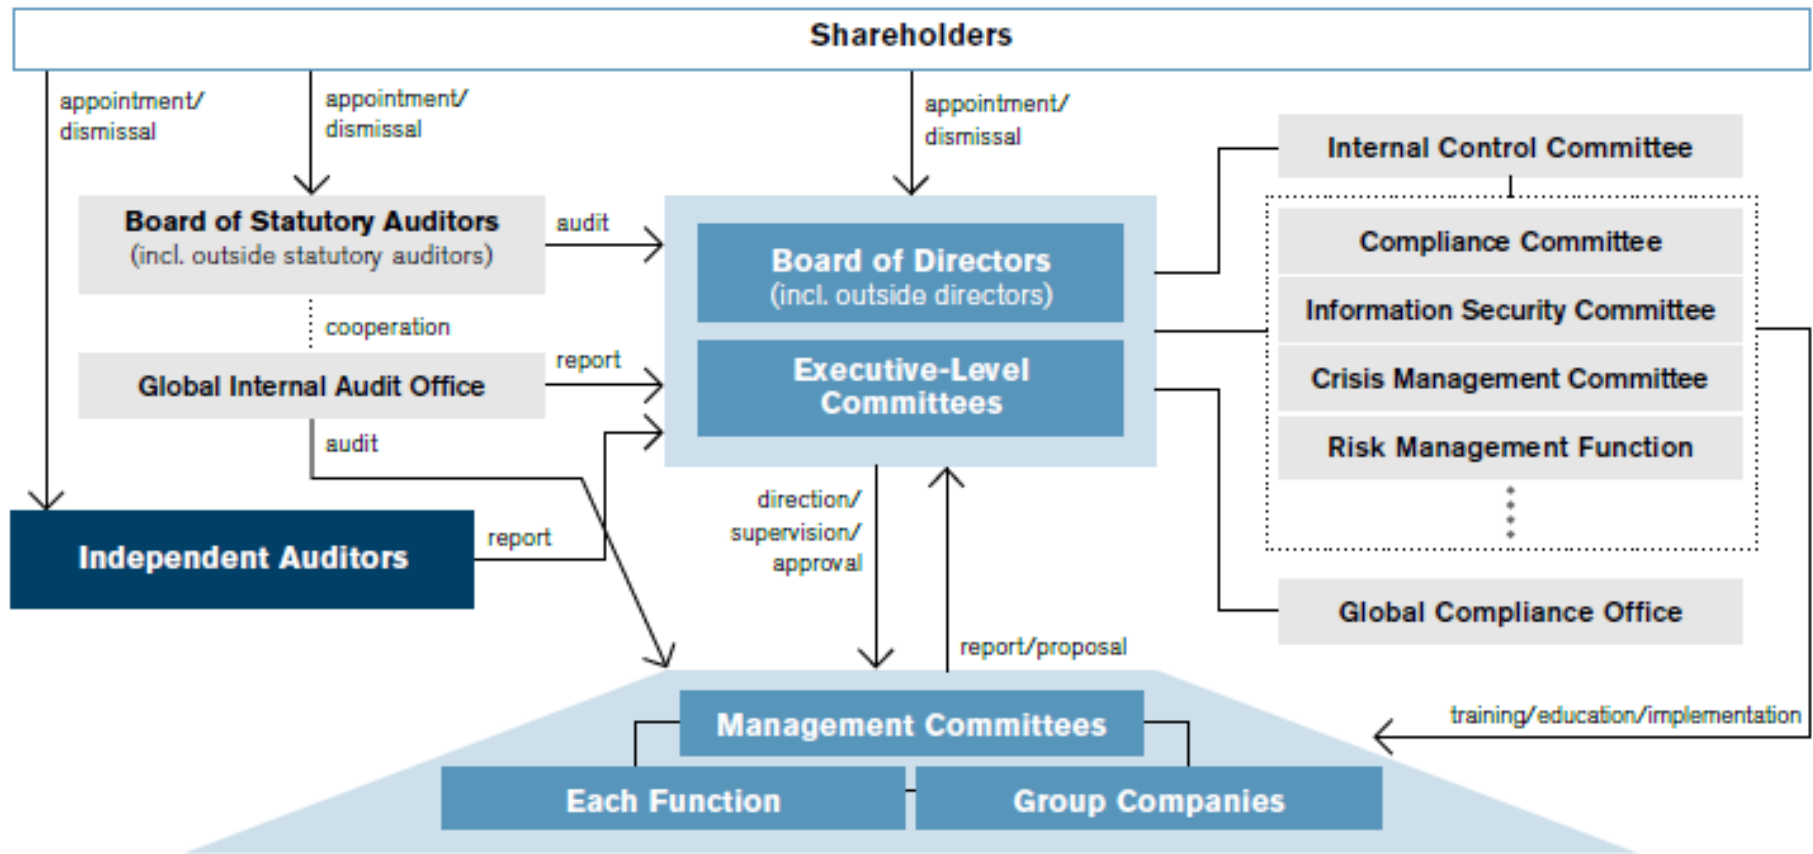 Shareholders
appointment/
dismissal
appointment/
dismissal
appointment/
dismissal
Internal Control Committee
Board of Statutory Auditors
(incl. outside statutory auditors)
audit
Board of Directors
(incl. outside directors)
Compliance Committee
Information Security Committee
Crisis Management Committee
Risk Management Function
cooperation
Global Internal Audit Office
report
Executive-Level
Committees
audit
Independent Auditors
report
direction/
supervision/
approval
report/proposal
Global Compliance Office
training/education/implementation
Management Committees
Each Function
Group Companies